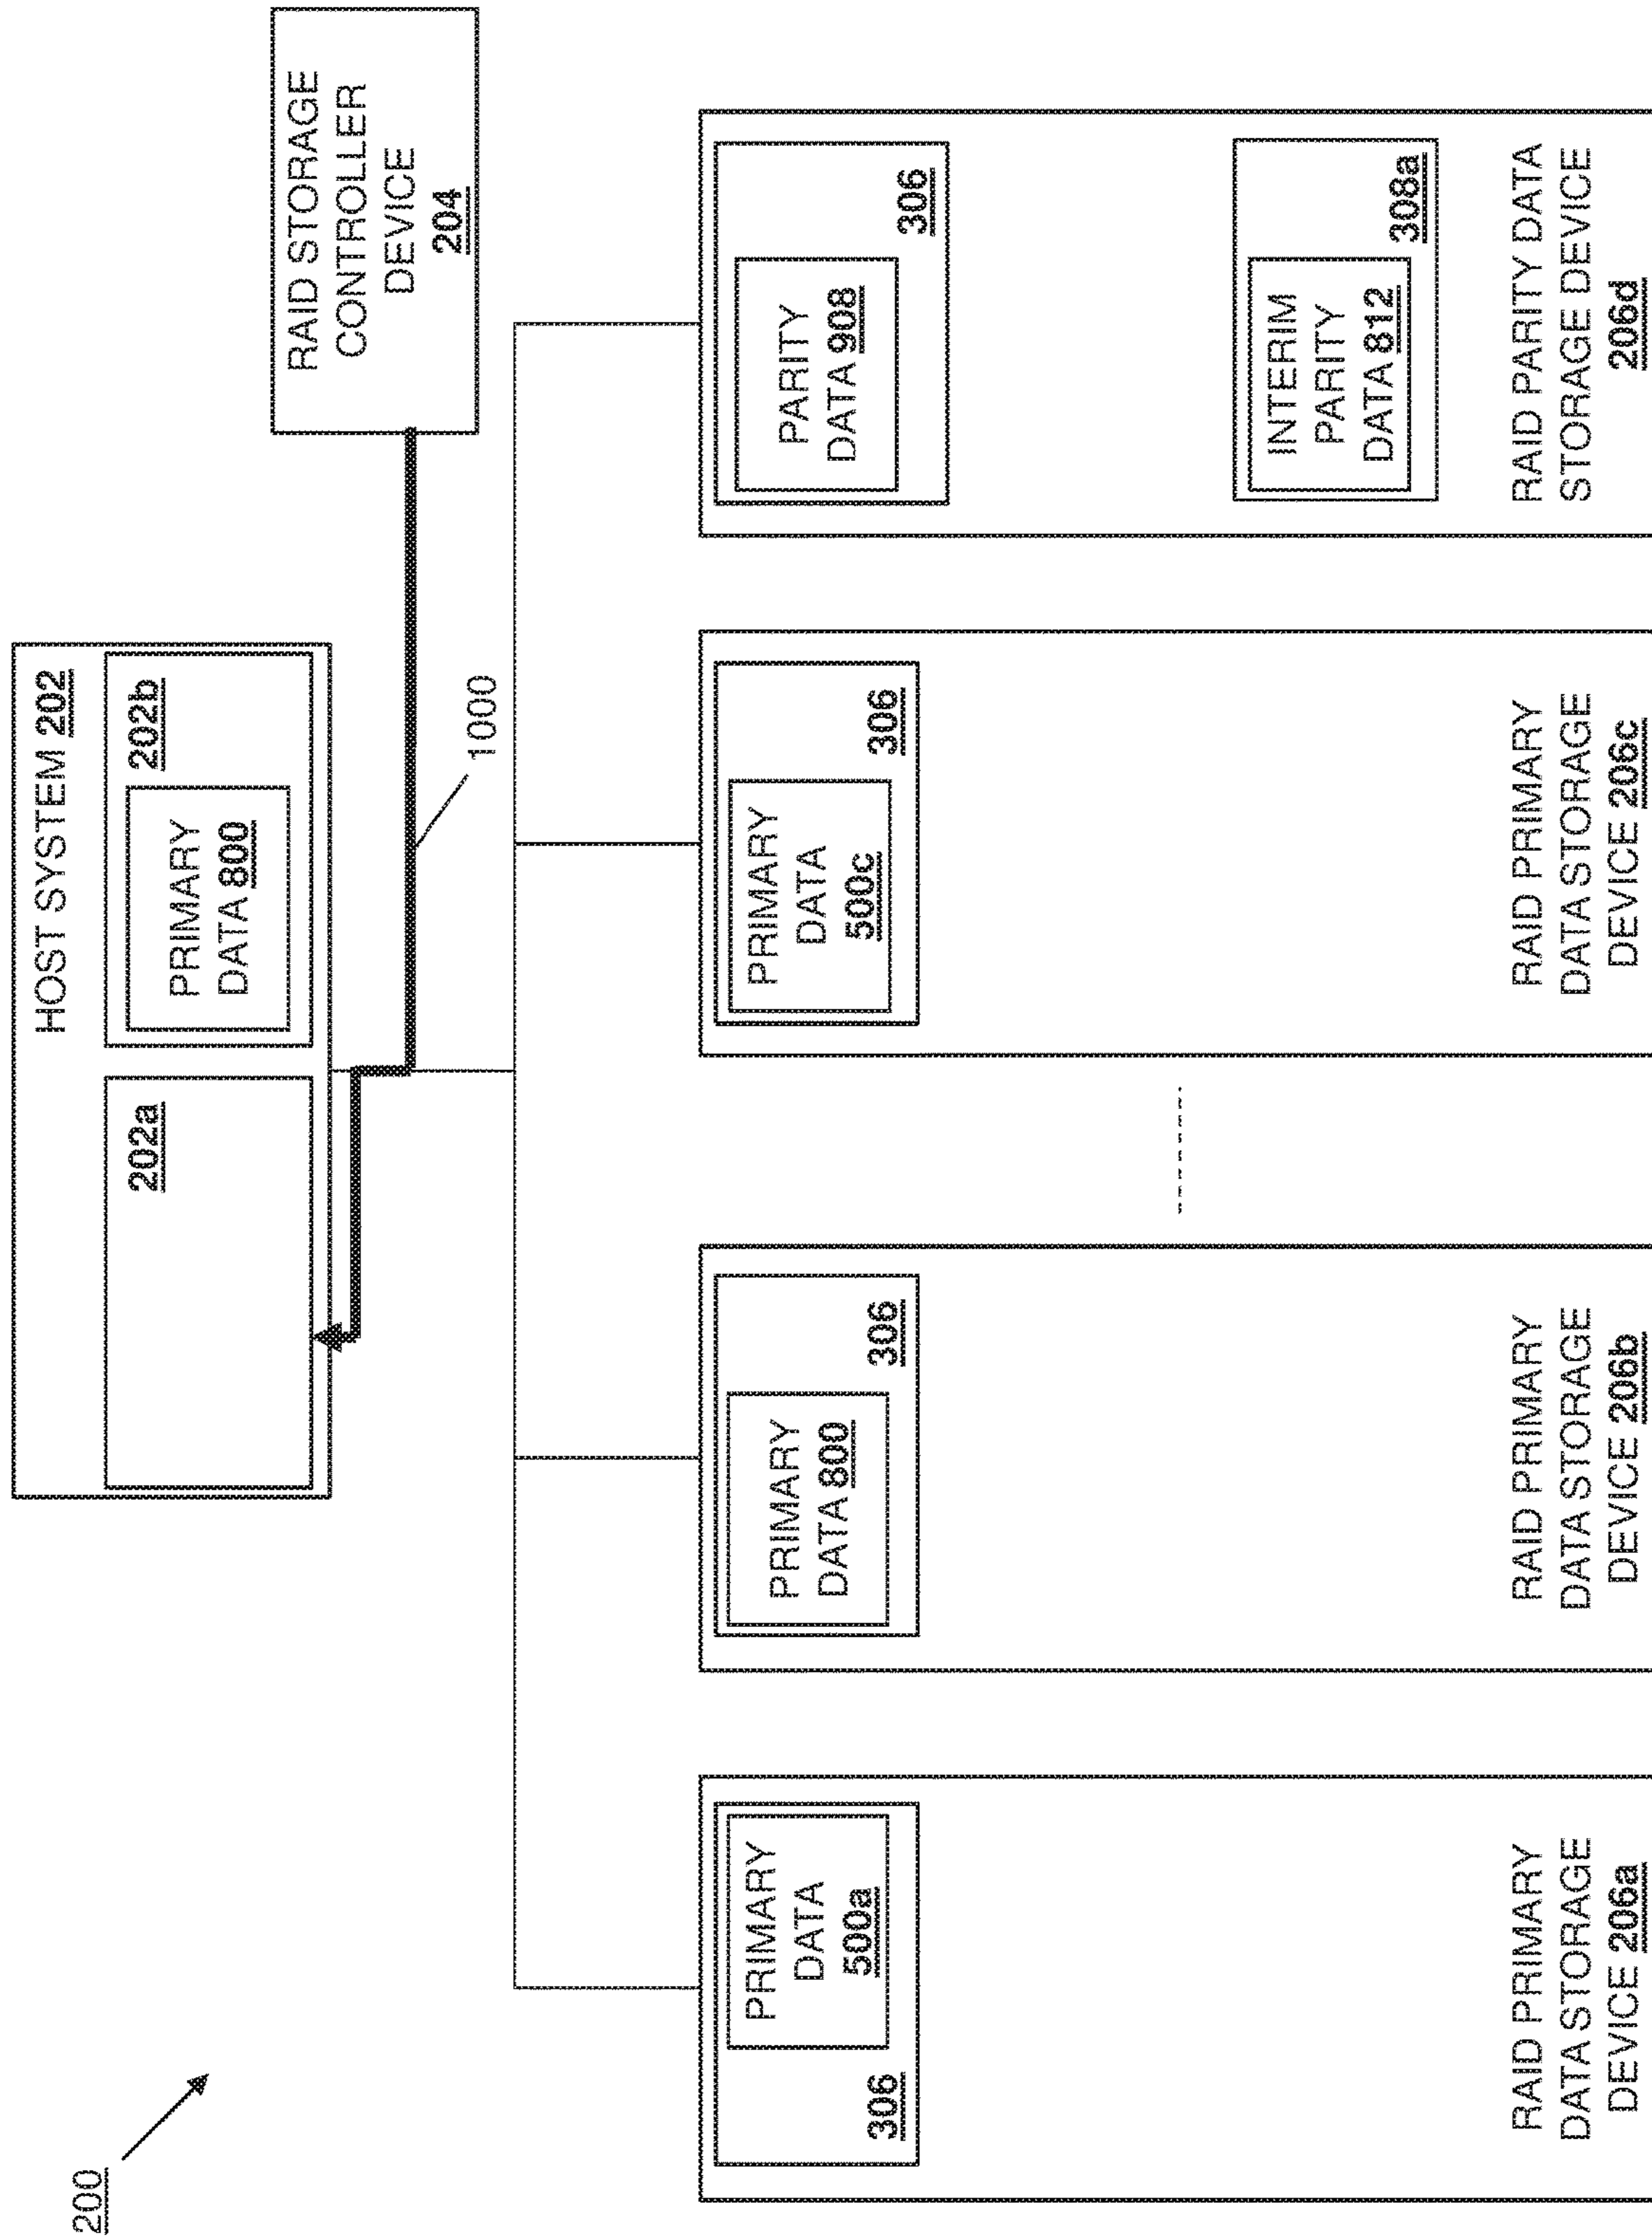 200
HOST SYSTEM 202
202a
202b
PRIMARY
DATA 800
RAID STORAGE
CONTROLLER
DEVICE
204
1000
306
PRIMARY
DATA
500a
RAID PRIMARY
DATA STORAGE
DEVICE 206a
PRIMARY
DATA 800
306
RAID PRIMARY
DATA STORAGE
DEVICE 206b
PRIMARY
DATA
500c
306
RAID PRIMARY
DATA STORAGE
DEVICE 206c
PARITY
DATA 908
306
INTERIM
PARITY
DATA 812
308a
RAID PARITY DATA
STORAGE DEVICE
206d